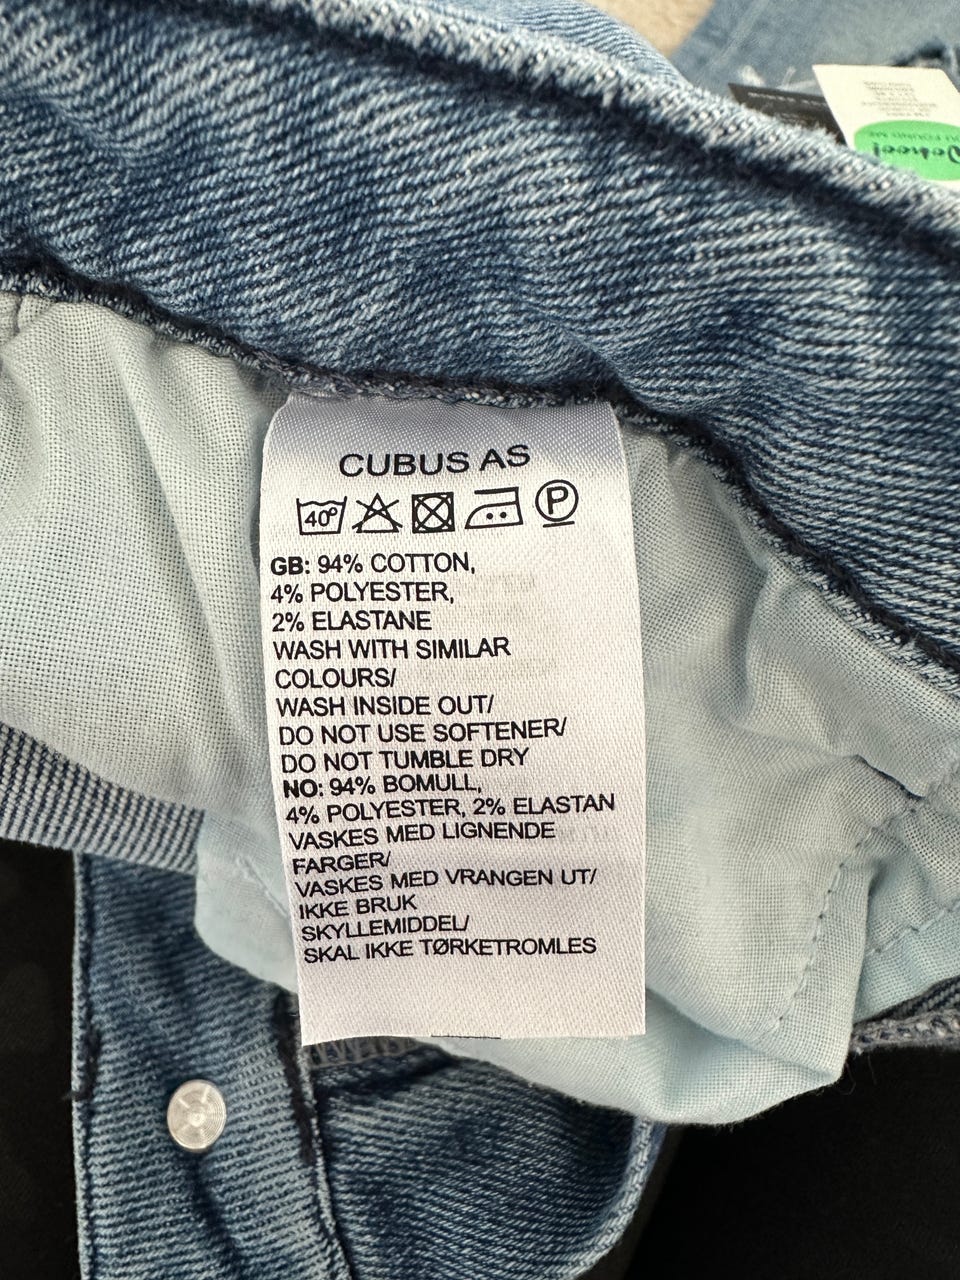 CUBUS AS
40°
P
GB: 94% COTTON,
4% POLYESTER,
2% ELASTANE
WASH WITH SIMILAR
COLOURS/
WASH INSIDE OUT/
DO NOT USE SOFTENER/
DO NOT TUMBLE DRY
NO: 94% BOMULL,
4% POLYESTER, 2% ELASTAN
VASKES MED LIGNENDE
FARGER/
VASKES MED VRANGEN UT/
IKKE BRUK
SKYLLEMIDDEL/
SKAL IKKE TØRKETROMLES